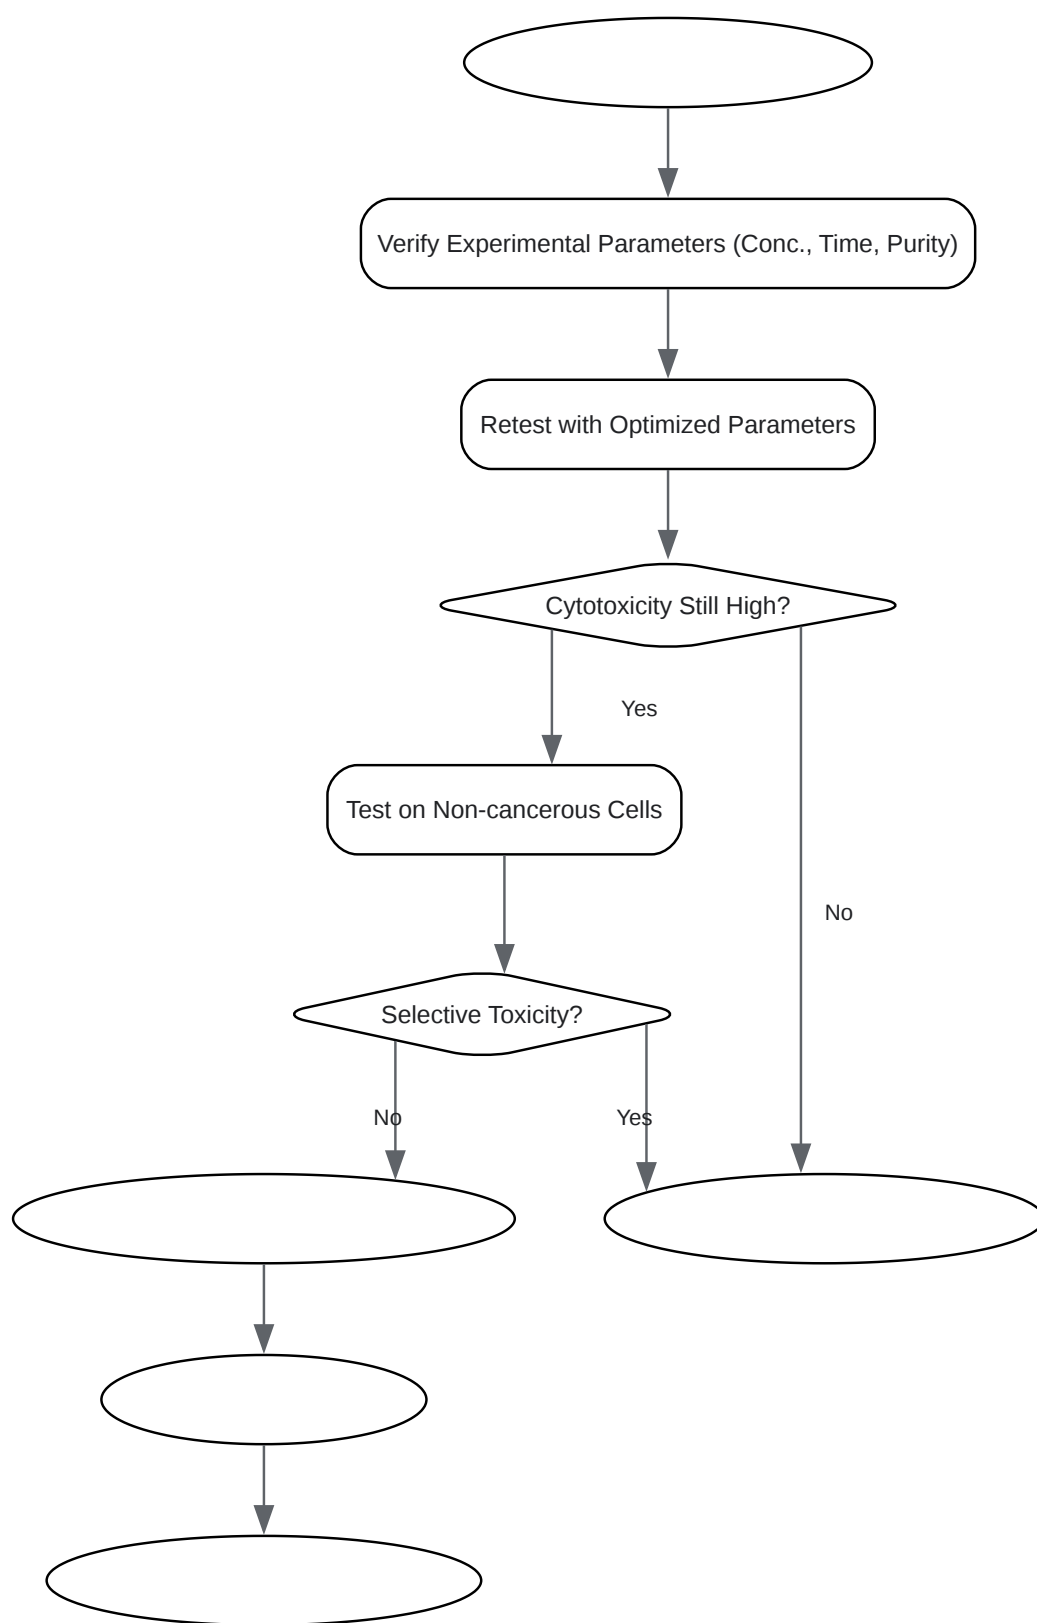 Verify Experimental Parameters (Conc., Time, Purity)
Retest with Optimized Parameters
Cytotoxicity Still High?
Yes
Test on Non-cancerous Cells
No
Selective Toxicity?
No
Yes